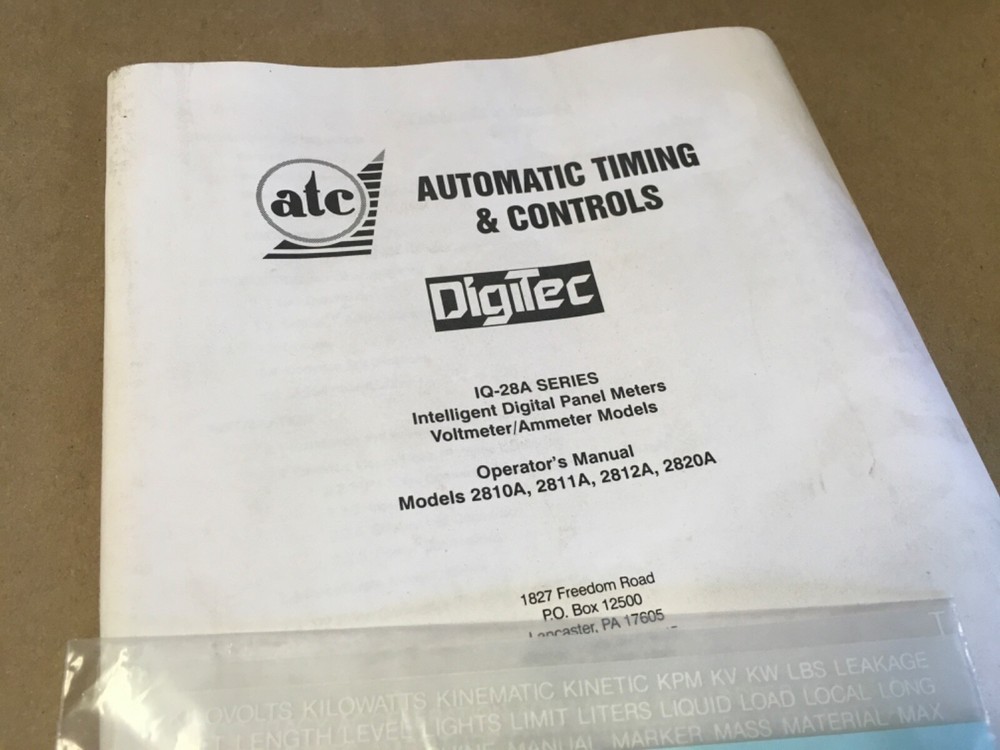 atc
AUTOMATIC TIMING
& CONTROLS
DigiTec
IQ-28A SERIES
Intelligent Digital Panel Meters
Voltmeter/Ammeter Models
Operator's Manual
Models 2810A, 2811A, 2812A, 2820A
1827 Freedom Road
P.O. Box 12500
Lancaster, PA 17605
KILOWATTS KINEMATIC KINETIC KPM KV KW LBS LEAKAGE
LENGTH LEVEL LIGHTS LIMIT LITERS LIQUID LOAD LOCAL LONG
MANUAL MARKER MASS MATERIAL MAX